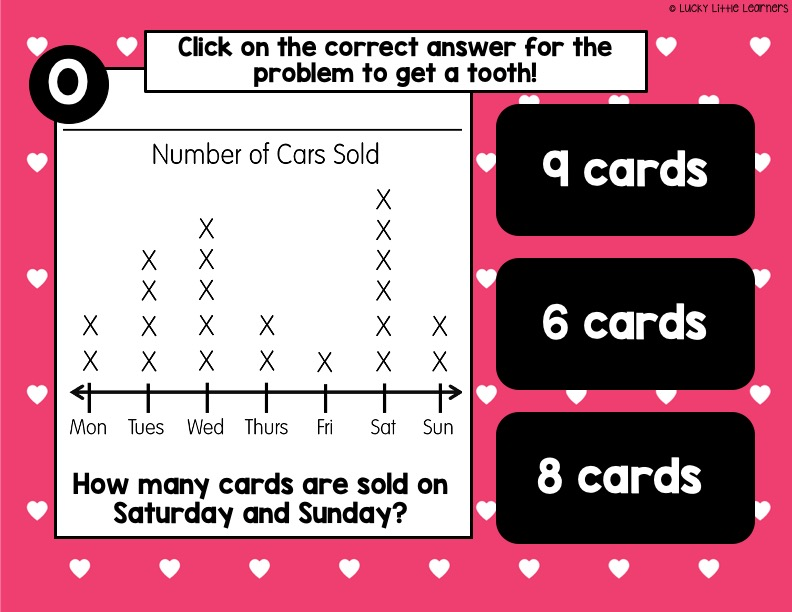 © Lucky Little Learners
Click on the correct answer for the
problem to get a tooth!
O
Number of Cars Sold
X
X
X X X
X X X
X X X X X X
X X X X X X X
Mon Tues Wed Thurs Fri Sat Sun
How many cards are sold on
Saturday and Sunday?
9 cards
6 cards
8 cards